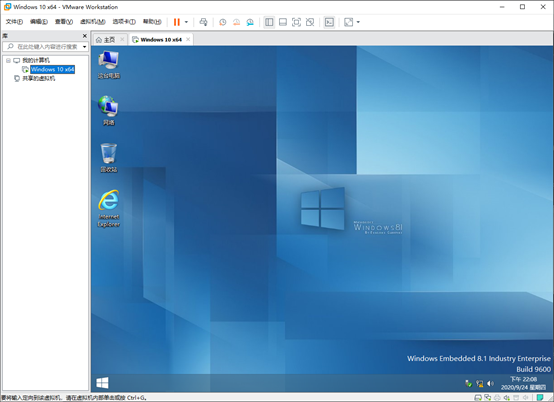 Windows 10 x64 - VMware Workstation
文件(F) 编辑(E) 查看(V) 虚拟机(M) 选项卡(T) 帮助(H)
库
在此处键入内容进行搜索
我的计算机
Windows 10 x64
共享的虚拟机
主页
Windows 10 x64
这台电脑
网络
回收站
Internet
Explorer
Windows 8.1
Windows Embedded 8.1 Industry Enterprise
Build 9600
下午 22:08
2020/9/24 星期四
要将输入定向到该虚拟机，请在虚拟机内部单击或按 Ctrl+G。